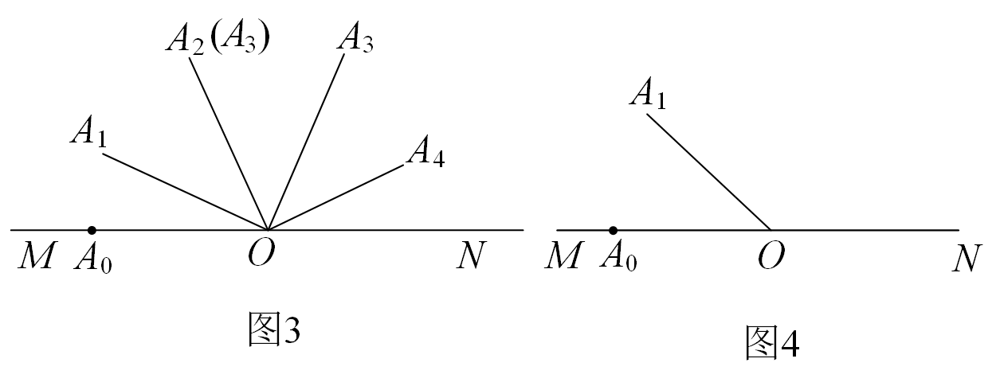 A₂(A₃) A₃
A₁
A₄
M A₀ O N
图3
A₁
M A₀ O N
图4